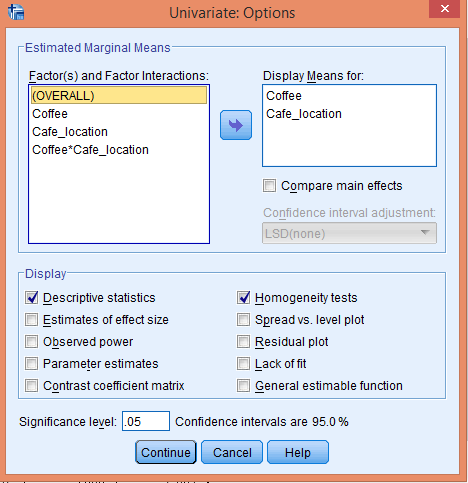 Univariate: Options
Estimated Marginal Means
Factor(s) and Factor Interactions:
(OVERALL)
Coffee
Cafe_location
Coffee*Cafe_location
Display Means for:
Coffee
Cafe_location
Compare main effects
Confidence interval adjustment:
LSD(none)
Display
Descriptive statistics
Homogeneity tests
Estimates of effect size
Spread vs. level plot
Observed power
Residual plot
Parameter estimates
Lack of fit
Contrast coefficient matrix
General estimable function
Significance level: .05 Confidence intervals are 95.0 %
Continue Cancel Help